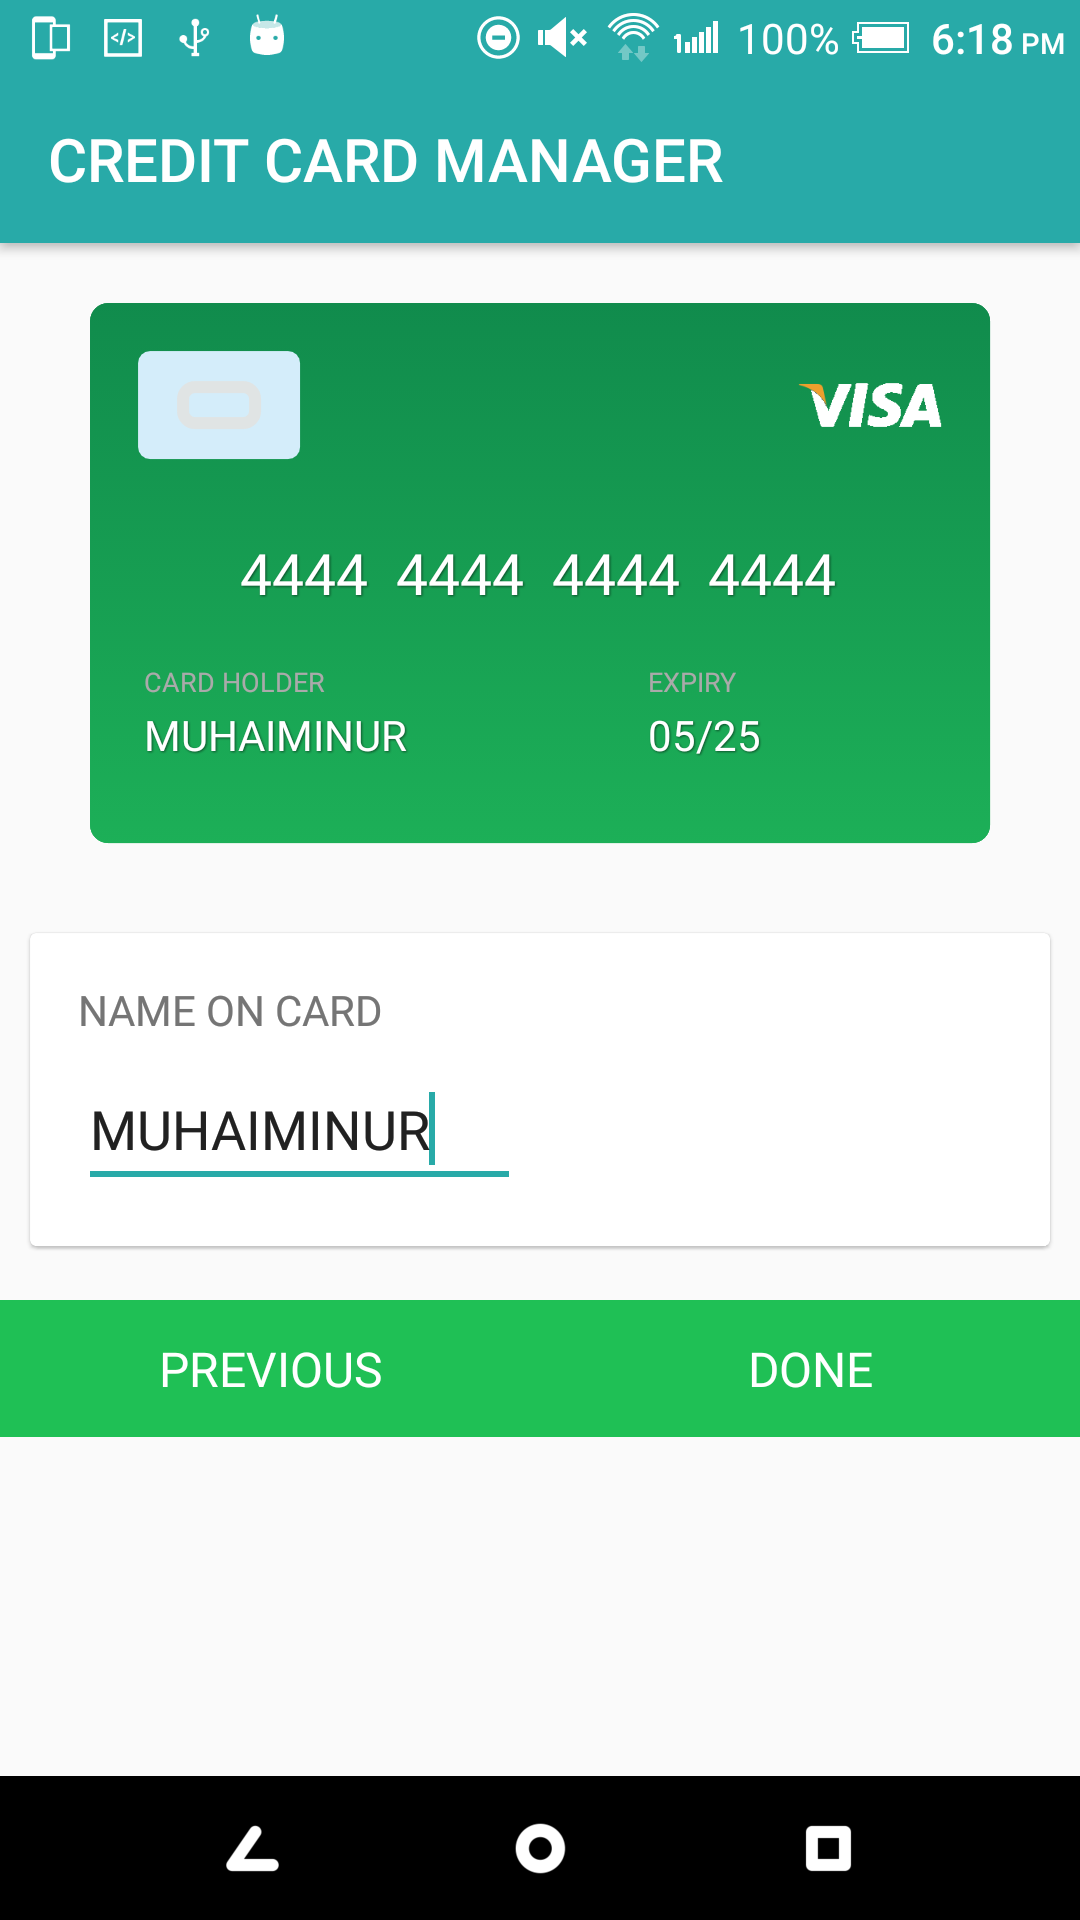 100% 6:18 PM
CREDIT CARD MANAGER
VISA
4444 4444 4444 4444
CARD HOLDER EXPIRY
MUHAIMINUR 05/25
NAME ON CARD
MUHAIMINUR
PREVIOUS DONE